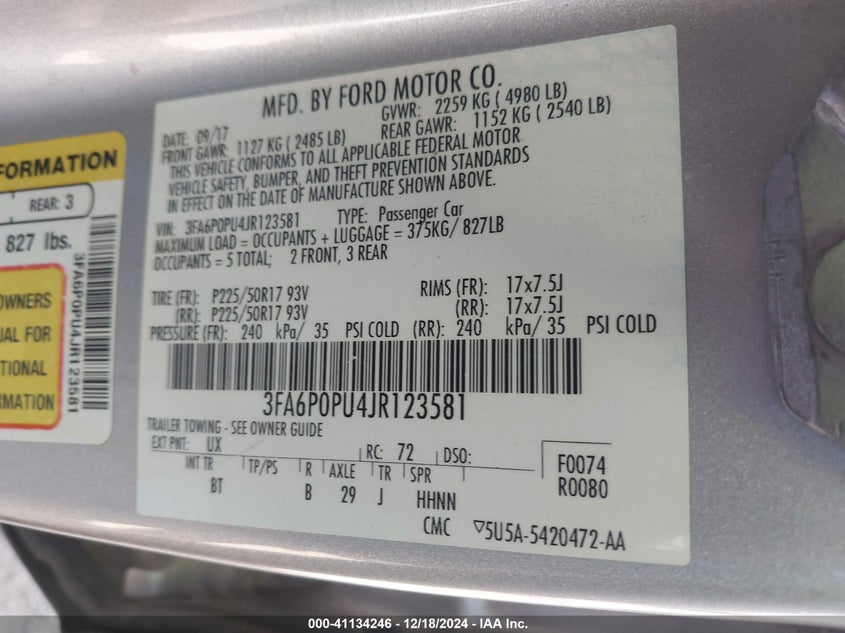 FORMATION
REAR: 3
827 lbs.
OWNERS
UAL FOR
TIONAL
RMATION
3FA6P0PU4JR123581
MFD. BY FORD MOTOR CO.
DATE: 09/17
GVWR: 2259 KG ( 4980 LB)
FRONT GAWR: 1127 KG ( 2485 LB)
REAR GAWR: 1152 KG ( 2540 LB)
THIS VEHICLE CONFORMS TO ALL APPLICABLE FEDERAL MOTOR
VEHICLE SAFETY, BUMPER, AND THEFT PREVENTION STANDARDS
IN EFFECT ON THE DATE OF MANUFACTURE SHOWN ABOVE.
VIN: 3FA6P0PU4JR123581 TYPE: Passenger Car
MAXIMUM LOAD = OCCUPANTS + LUGGAGE = 375KG/ 827LB
OCCUPANTS = 5 TOTAL; 2 FRONT, 3 REAR
TIRE (FR): P225/50R17 93V RIMS (FR): 17x7.5J
(RR): P225/50R17 93V (RR): 17x7.5J
PRESSURE (FR): 240 kPa/ 35 PSI COLD (RR): 240 kPa/ 35 PSI COLD
3FA6P0PU4JR123581
TRAILER TOWING - SEE OWNER GUIDE
EXT PNT: UX RC: 72 DSO: F0074
INT TR TP/PS R AXLE TR SPR R0080
BT B 29 J HHNN
CMC ▽5U5A-5420472-AA
000-41134246 - 12/18/2024 - IAA Inc.